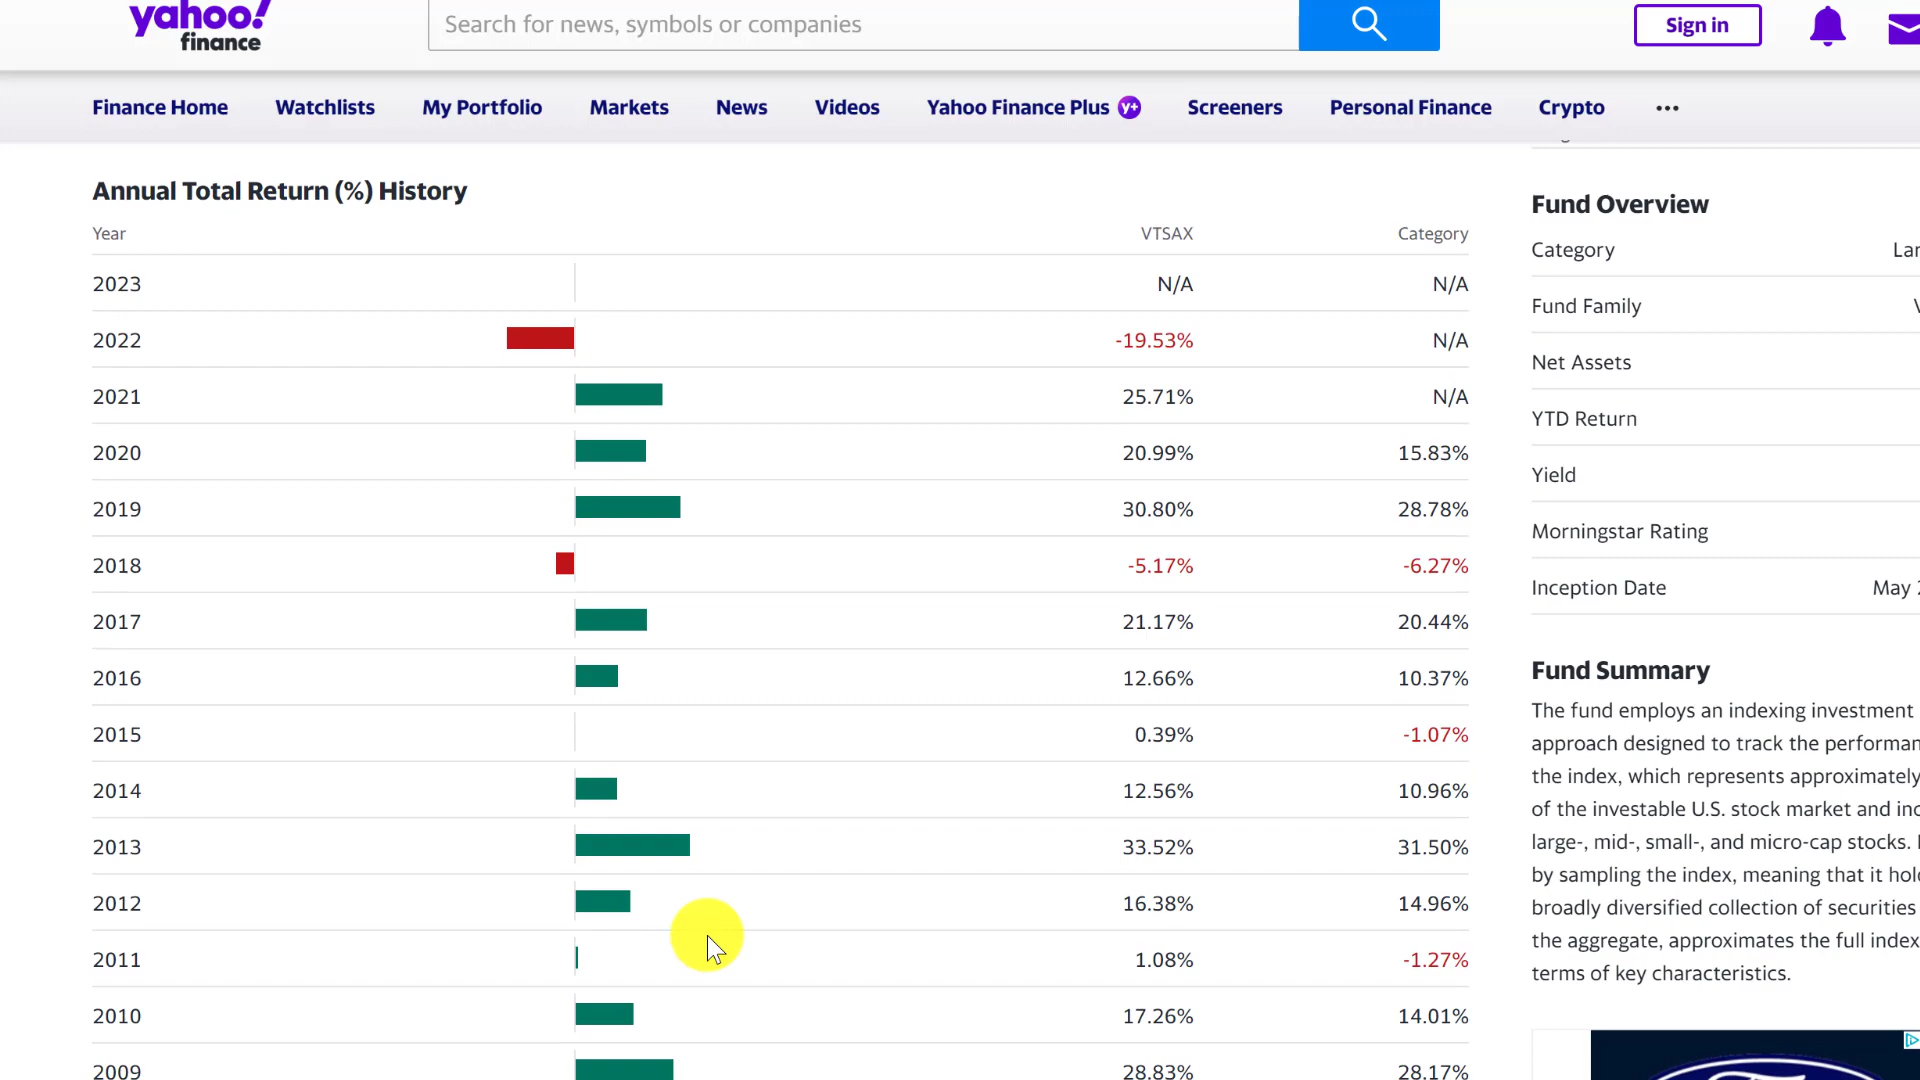 yahoo!
finance
Search for news, symbols or companies
Sign in
Finance Home Watchlists My Portfolio Markets News Videos Yahoo Finance Plus y+ Screeners Personal Finance Crypto ...
Annual Total Return (%) History
Year VTSAX Category
2023 N/A N/A
2022 -19.53% N/A
2021 25.71% N/A
2020 20.99% 15.83%
2019 30.80% 28.78%
2018 -5.17% -6.27%
2017 21.17% 20.44%
2016 12.66% 10.37%
2015 0.39% -1.07%
2014 12.56% 10.96%
2013 33.52% 31.50%
2012 16.38% 14.96%
2011 1.08% -1.27%
2010 17.26% 14.01%
2009 28.83% 28.17%
Fund Overview
Category
Fund Family
Net Assets
YTD Return
Yield
Morningstar Rating
Inception Date May
Fund Summary
The fund employs an indexing investment
approach designed to track the
the index, which represents approximately
of the investable U.S. stock market and
large-, mid-, small-, and micro-cap stocks.
by sampling the index, meaning that it
broadly diversified collection of securities
the aggregate, approximates the full index
terms of key characteristics.